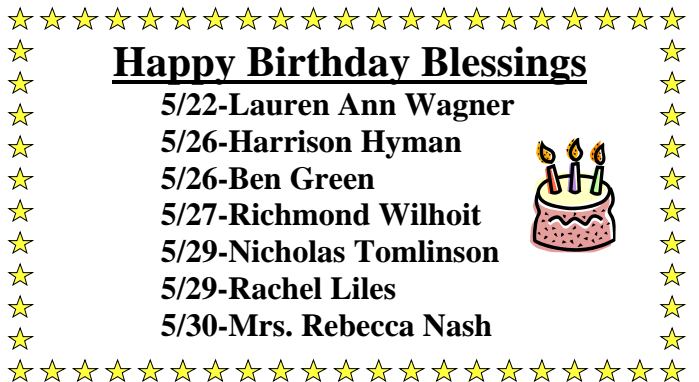 Happy Birthday Blessings
5/22-Lauren Ann Wagner
5/26-Harrison Hyman
5/26-Ben Green
5/27-Richmond Wilhoit
5/29-Nicholas Tomlinson
5/29-Rachel Liles
5/30-Mrs. Rebecca Nash